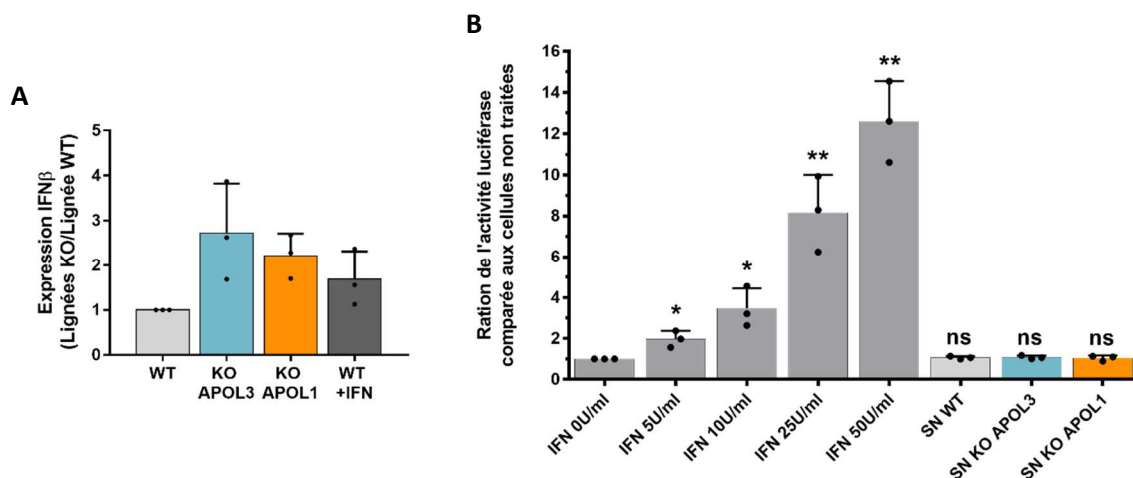 A
Expression IFNβ
(Lignées KO/Lignée WT)
5
4
3
2
1
0
WT
KO
APOL3
KO
APOL1
WT
+IFN
B
Ration de l'activité luciférase
comparée aux cellules non traitées
16
14
12
10
8
6
4
2
0
*
*
**
**
ns
ns
ns
IFN 0U/ml
IFN 5U/ml
IFN 10U/ml
IFN 25U/ml
IFN 50U/ml
SN WT
SN KO APOL3
SN KO APOL1